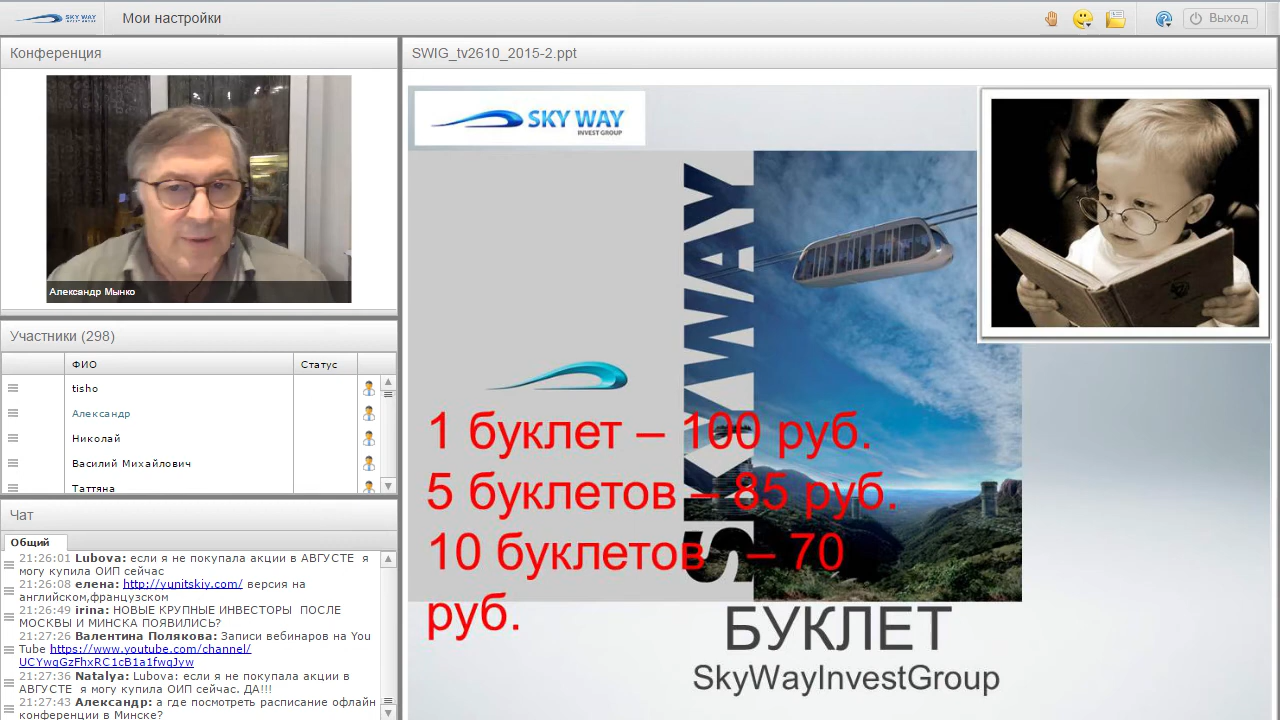 SKY WAY
INVEST GROUP
Мои настройки
Выход
Конференция
Александр Мынко
Участники (298)
ФИО
Статус
tisho
Александр
Николай
Василий Михайлович
Таттяна
Чат
Общий
21:26:01 Lubova: если я не покупала акции в АВГУСТЕ я
могу купила ОИП сейчас
21:26:08 елена: http://yunitskiy.com/ версия на
английском,французском
21:26:49 irina: НОВЫЕ КРУПНЫЕ ИНВЕСТОРЫ ПОСЛЕ
МОСКВЫ И МИНСКА ПОЯВИЛИСЬ?
21:27:26 Валентина Полякова: Записи вебинаров на You
Tube https://www.youtube.com/channel/
UCYwqGzFhxRC1cB1a1fwgJyw
21:27:36 Natalya: Lubova: если я не покупала акции в
АВГУСТЕ я могу купила ОИП сейчас. ДА!!!
21:27:43 Александр: а где посмотреть расписание офлайн
конференции в Минске?
SWIG_tv2610_2015-2.ppt
SKY WAY
INVEST GROUP
SKYWAY
1 буклет – 100 руб.
5 буклетов – 85 руб.
10 буклетов – 70
руб.
БУКЛЕТ
SkyWayInvestGroup